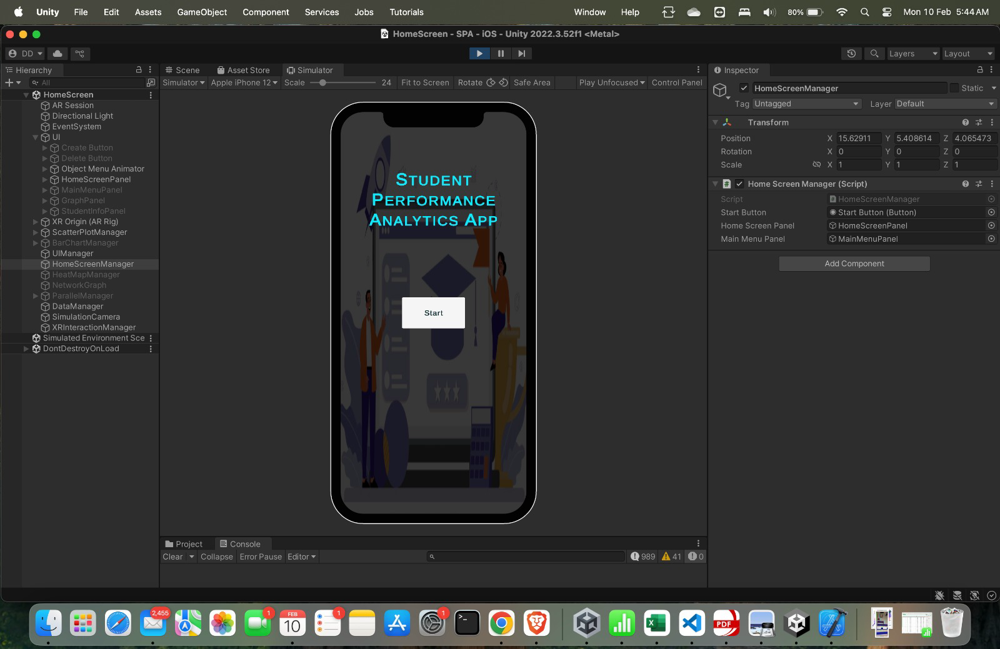 Unity File Edit Assets GameObject Component Services Jobs Tutorials Window Help 80% Mon 10 Feb 5:44 AM
HomeScreen - SPA - iOS - Unity 2022.3.52f1 <Metal>
DD Layers Layout
Hierarchy
All
HomeScreen
AR Session
Directional Light
EventSystem
UI
Create Button
Delete Button
Object Menu Animator
HomeScreenPanel
MainMenuPanel
GraphPanel
StudentInfoPanel
XR Origin (AR Rig)
ScatterPlotManager
BarChartManager
UIManager
HomeScreenManager
HeatMapManager
NetworkGraph
ParallelManager
DataManager
SimulationCamera
XRInteractionManager
Simulated Environment Sce
DontDestroyOnLoad
Scene Asset Store Simulator
Simulator Apple iPhone 12 Scale 24 Fit to Screen Rotate Safe Area Play Unfocused Control Panel
Student
Performance
Analytics App
Start
Project Console
Clear Collapse Error Pause Editor 989 41 0
Inspector
HomeScreenManager Static
Tag Untagged Layer Default
Transform
Position X 15.62911 Y 5.408614 Z 4.065473
Rotation X 0 Y 0 Z 0
Scale X 1 Y 1 Z 1
# Home Screen Manager (Script)
Script HomeScreenManager
Start Button Start Button (Button)
Home Screen Panel HomeScreenPanel
Main Menu Panel MainMenuPanel
Add Component
2,455 1 FEB 10 1 1 PDF